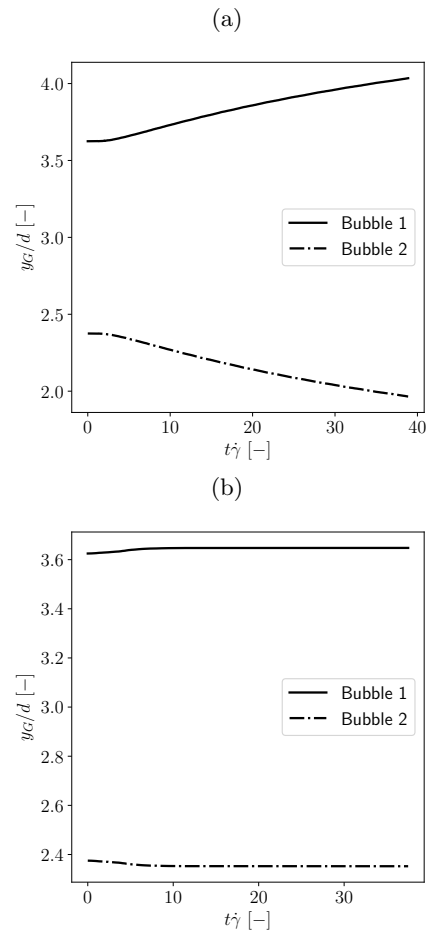 (a)
4.0
3.5
3.0
2.5
2.0
y_G/d [−]
Bubble 1
Bubble 2
0 10 20 30 40
tγ̇ [−]
(b)
3.6
3.4
3.2
3.0
2.8
2.6
2.4
y_G/d [−]
Bubble 1
Bubble 2
0 10 20 30
tγ̇ [−]